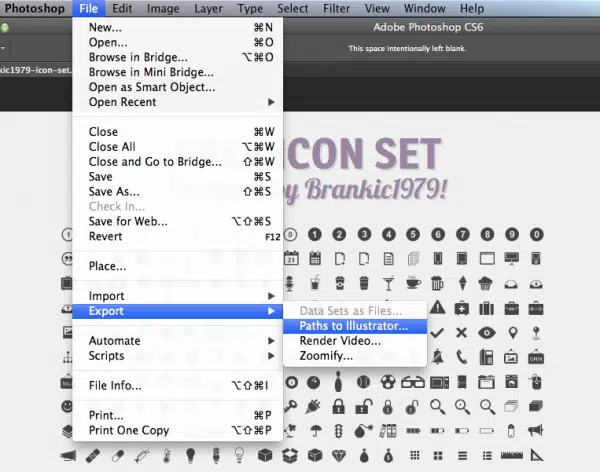 Photoshop File Edit Image Layer Type Select Filter View Window Help
Adobe Photoshop CS6
This space intentionally left blank.
kic1979-icon-set.
New... ⌘N
Open... ⌘O
Browse in Bridge... ⌥⌘O
Browse in Mini Bridge...
Open as Smart Object...
Open Recent ▶
Close ⌘W
Close All ⌥⌘W
Close and Go to Bridge... ⇧⌘W
Save ⌘S
Save As... ⇧⌘S
Check In...
Save for Web... ⌥⇧⌘S
Revert F12
Place...
Import ▶
Export ▶
Automate ▶
Scripts ▶
File Info... ⌥⇧⌘I
Print... ⌘P
Print One Copy ⌥⇧⌘P
Data Sets as Files...
Paths to Illustrator...
Render Video...
Zoomify...
ICON SET
by Brankic1979!
1 0 1 2 3 4 5 6 7 8 9 0
21
OPEN